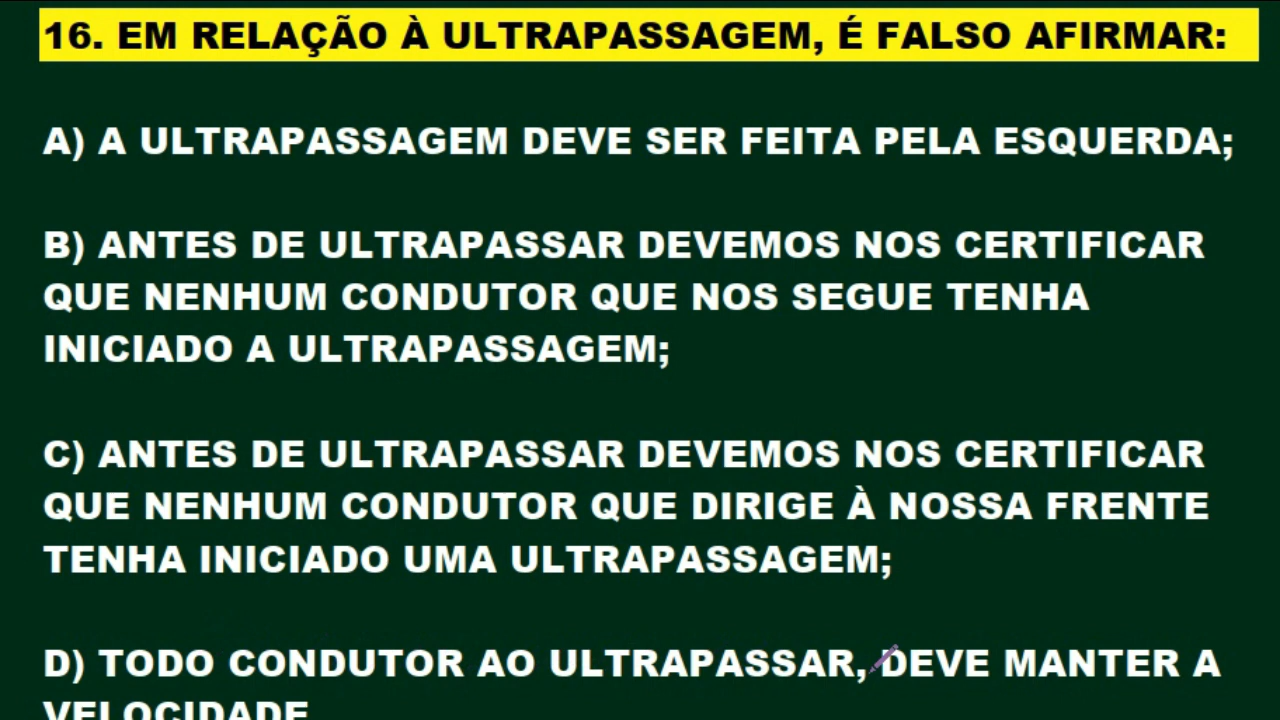 16. EM RELAÇÃO À ULTRAPASSAGEM, É FALSO AFIRMAR:
A) A ULTRAPASSAGEM DEVE SER FEITA PELA ESQUERDA;
B) ANTES DE ULTRAPASSAR DEVEMOS NOS CERTIFICAR
QUE NENHUM CONDUTOR QUE NOS SEGUE TENHA
INICIADO A ULTRAPASSAGEM;
C) ANTES DE ULTRAPASSAR DEVEMOS NOS CERTIFICAR
QUE NENHUM CONDUTOR QUE DIRIGE À NOSSA FRENTE
TENHA INICIADO UMA ULTRAPASSAGEM;
D) TODO CONDUTOR AO ULTRAPASSAR, DEVE MANTER A
VELOCIDADE